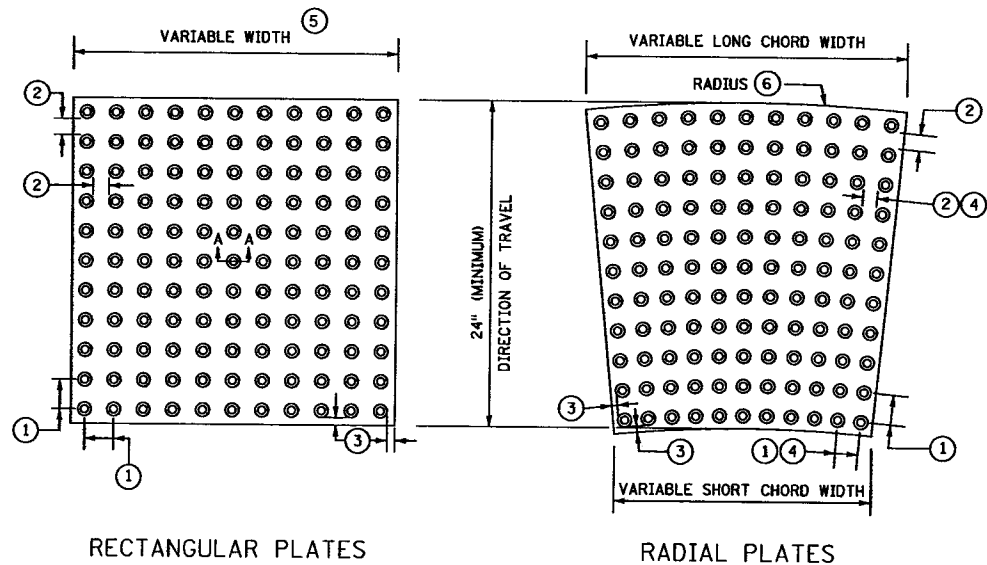 VARIABLE WIDTH ⑤
②
②
A A
①
①
③
RECTANGULAR PLATES
24" (MINIMUM)
DIRECTION OF TRAVEL
VARIABLE LONG CHORD WIDTH
RADIUS ⑥
②
② ④
③
③
① ④
①
VARIABLE SHORT CHORD WIDTH
RADIAL PLATES